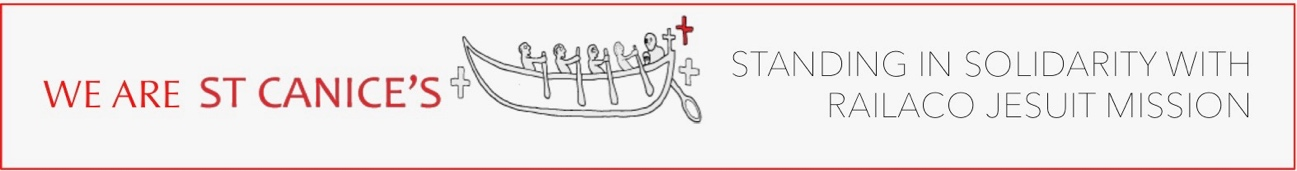 WE ARE ST CANICE'S
STANDING IN SOLIDARITY WITH
RAILACO JESUIT MISSION